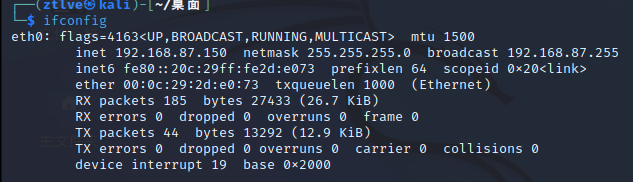 ┌──(ztlve㉿kali)-[~/桌面]
└─$ ifconfig
eth0: flags=4163<UP,BROADCAST,RUNNING,MULTICAST>  mtu 1500
        inet 192.168.87.150  netmask 255.255.255.0  broadcast 192.168.87.255
        inet6 fe80::20c:29ff:fe2d:e073  prefixlen 64  scopeid 0×20<link>
        ether 00:0c:29:2d:e0:73  txqueuelen 1000  (Ethernet)
        RX packets 185  bytes 27433 (26.7 KiB)
        RX errors 0  dropped 0  overruns 0  frame 0
        TX packets 44  bytes 13292 (12.9 KiB)
        TX errors 0  dropped 0 overruns 0  carrier 0  collisions 0
        device interrupt 19  base 0×2000